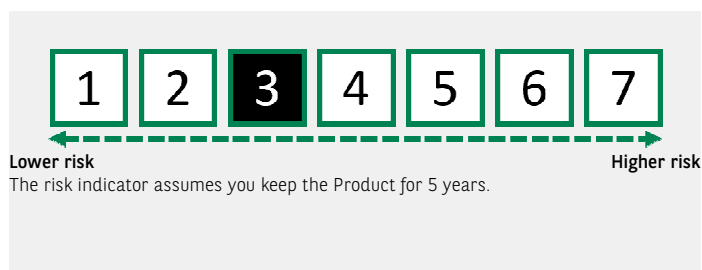 1 2 3 4 5 6 7
Lower risk Higher risk
The risk indicator assumes you keep the Product for 5 years.